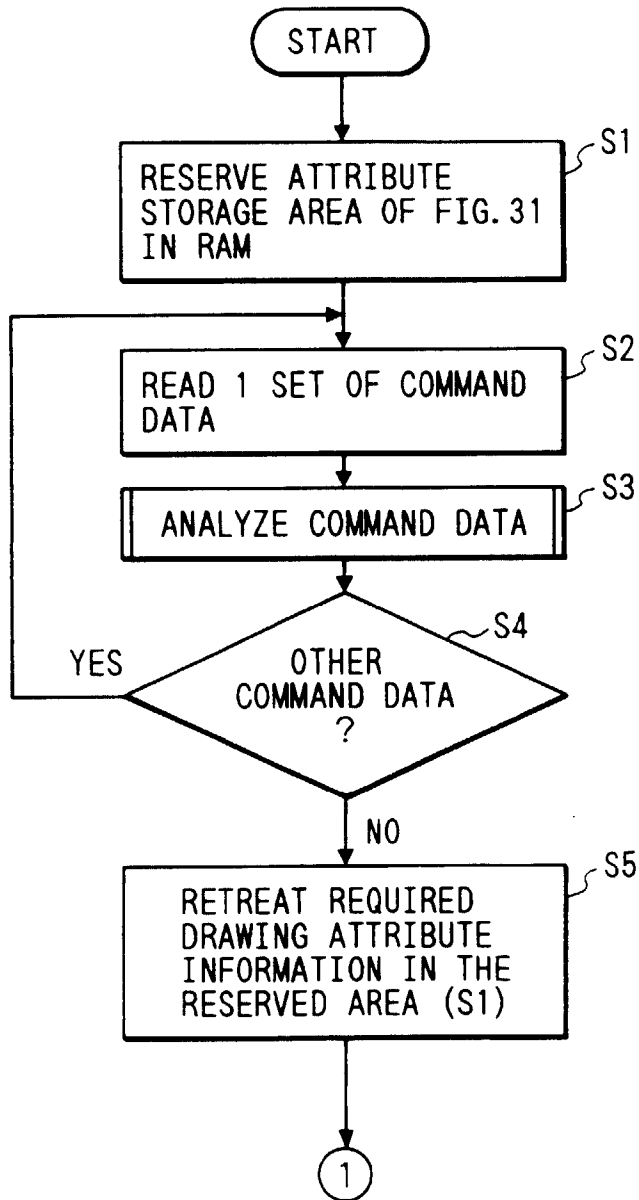 START
S1
RESERVE ATTRIBUTE
STORAGE AREA OF FIG. 31
IN RAM
S2
READ 1 SET OF COMMAND
DATA
S3
ANALYZE COMMAND DATA
S4
YES
OTHER
COMMAND DATA
?
NO
S5
RETREAT REQUIRED
DRAWING ATTRIBUTE
INFORMATION IN THE
RESERVED AREA (S1)
1